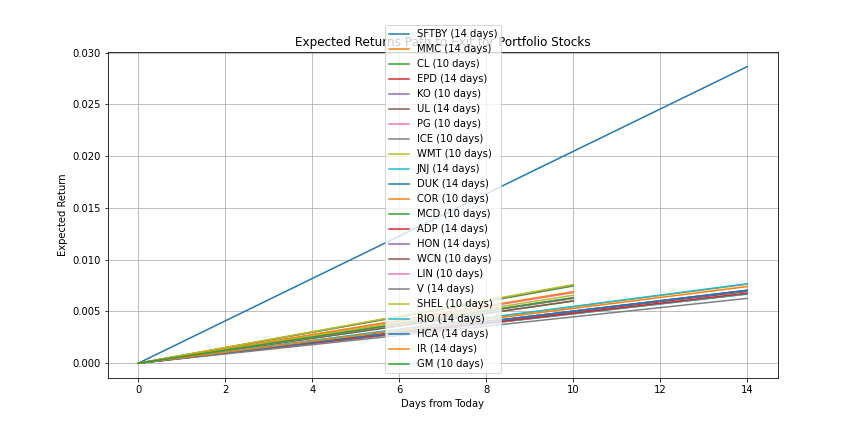 Expected Returns Path to Exit for Portfolio Stocks
SFTBY (14 days)
MMC (14 days)
CL (10 days)
EPD (14 days)
KO (10 days)
UL (14 days)
PG (10 days)
ICE (10 days)
WMT (10 days)
JNJ (14 days)
DUK (14 days)
COR (10 days)
MCD (10 days)
ADP (14 days)
HON (14 days)
WCN (10 days)
LIN (10 days)
V (14 days)
SHEL (10 days)
RIO (14 days)
HCA (14 days)
IR (14 days)
GM (10 days)
Expected Return
0.030
0.025
0.020
0.015
0.010
0.005
0.000
0 2 4 6 8 10 12 14
Days from Today